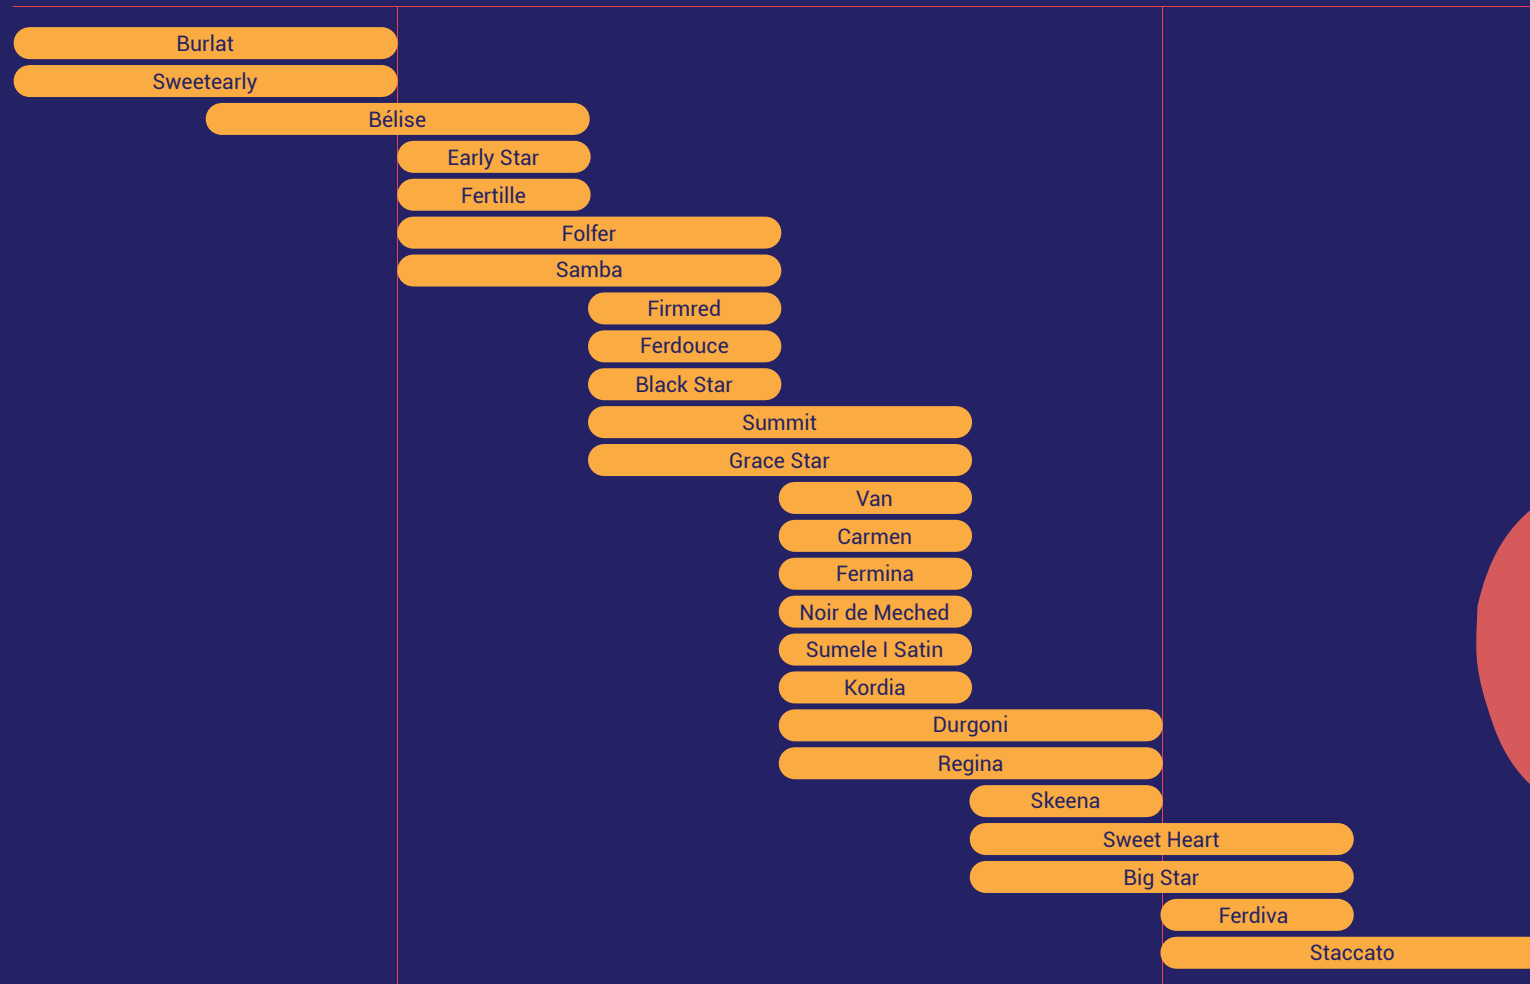 Burlat
Sweetearly
Bélise
Early Star
Fertille
Folfer
Samba
Firmred
Ferdouce
Black Star
Summit
Grace Star
Van
Carmen
Fermina
Noir de Meched
Sumele I Satin
Kordia
Durgoni
Regina
Skeena
Sweet Heart
Big Star
Ferdiva
Staccato